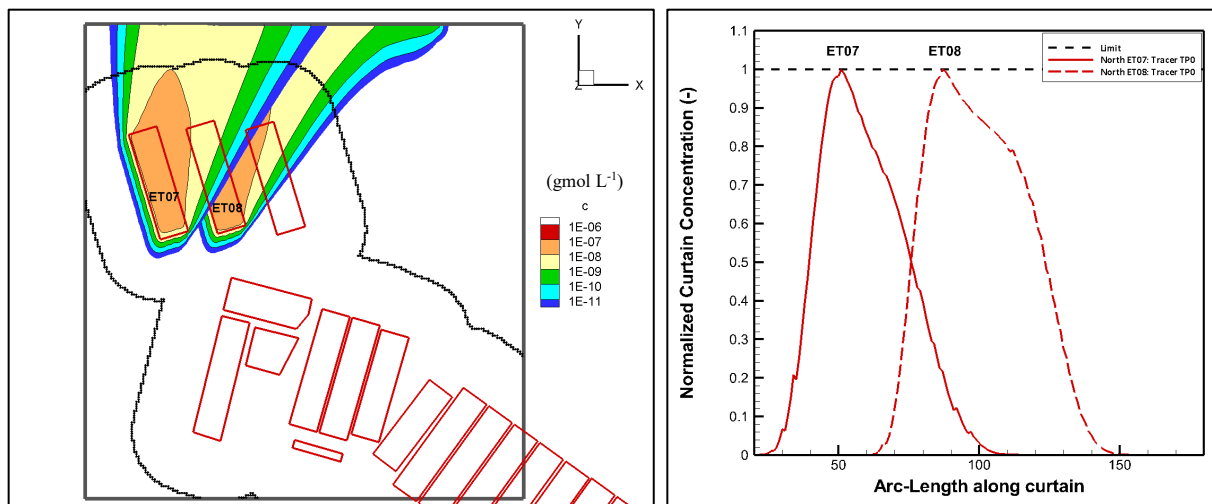 Y
Z
X
ET07
ET08
(gmol L-1)
c
1E-06
1E-07
1E-08
1E-09
1E-10
1E-11
1.1
1
0.9
0.8
0.7
0.6
0.5
0.4
0.3
0.2
0.1
0
Normalized Curtain Concentration (-)
ET07
ET08
Limit
North ET07: Tracer TP0
North ET08: Tracer TP0
50
100
150
Arc-Length along curtain